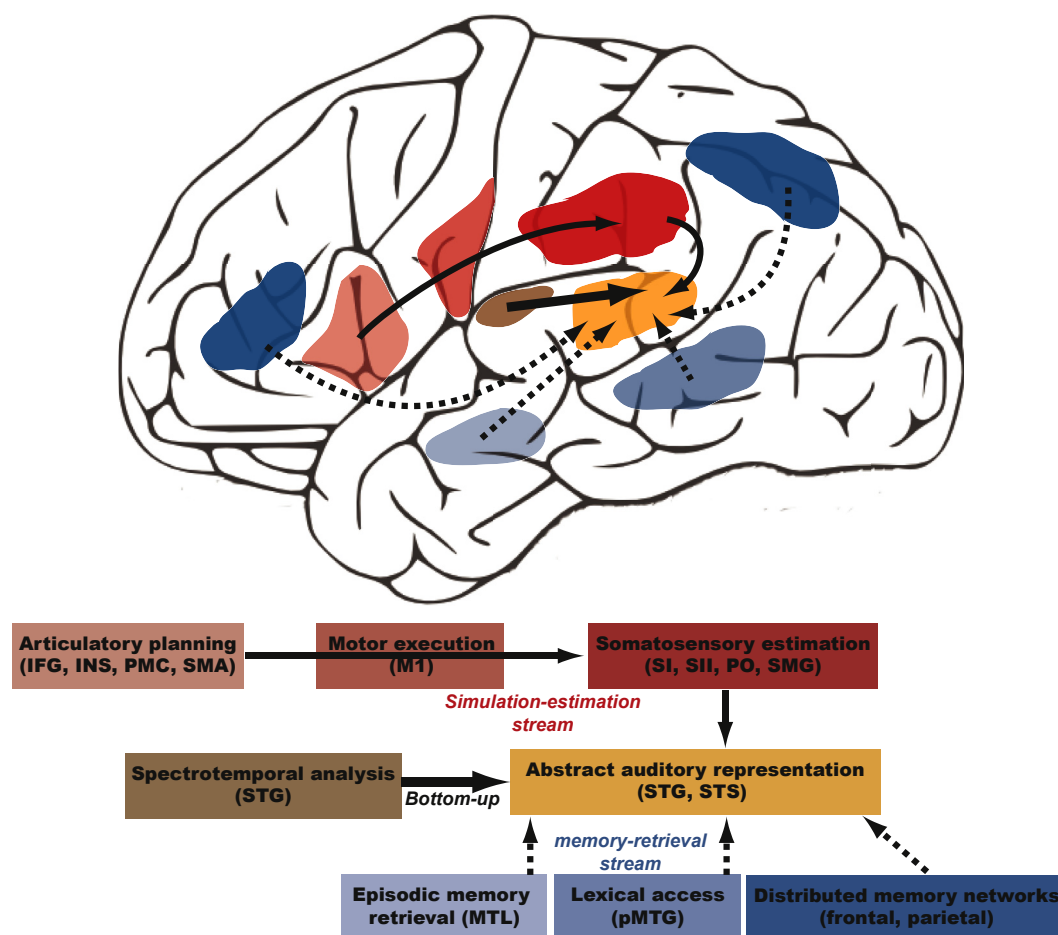 Articulatory planning
(IFG, INS, PMC, SMA)
Motor execution
(M1)
Somatosensory estimation
(SI, SII, PO, SMG)
Simulation-estimation
stream
Spectrotemporal analysis
(STG)
Bottom-up
Abstract auditory representation
(STG, STS)
memory-retrieval
stream
Episodic memory
retrieval (MTL)
Lexical access
(pMTG)
Distributed memory networks
(frontal, parietal)